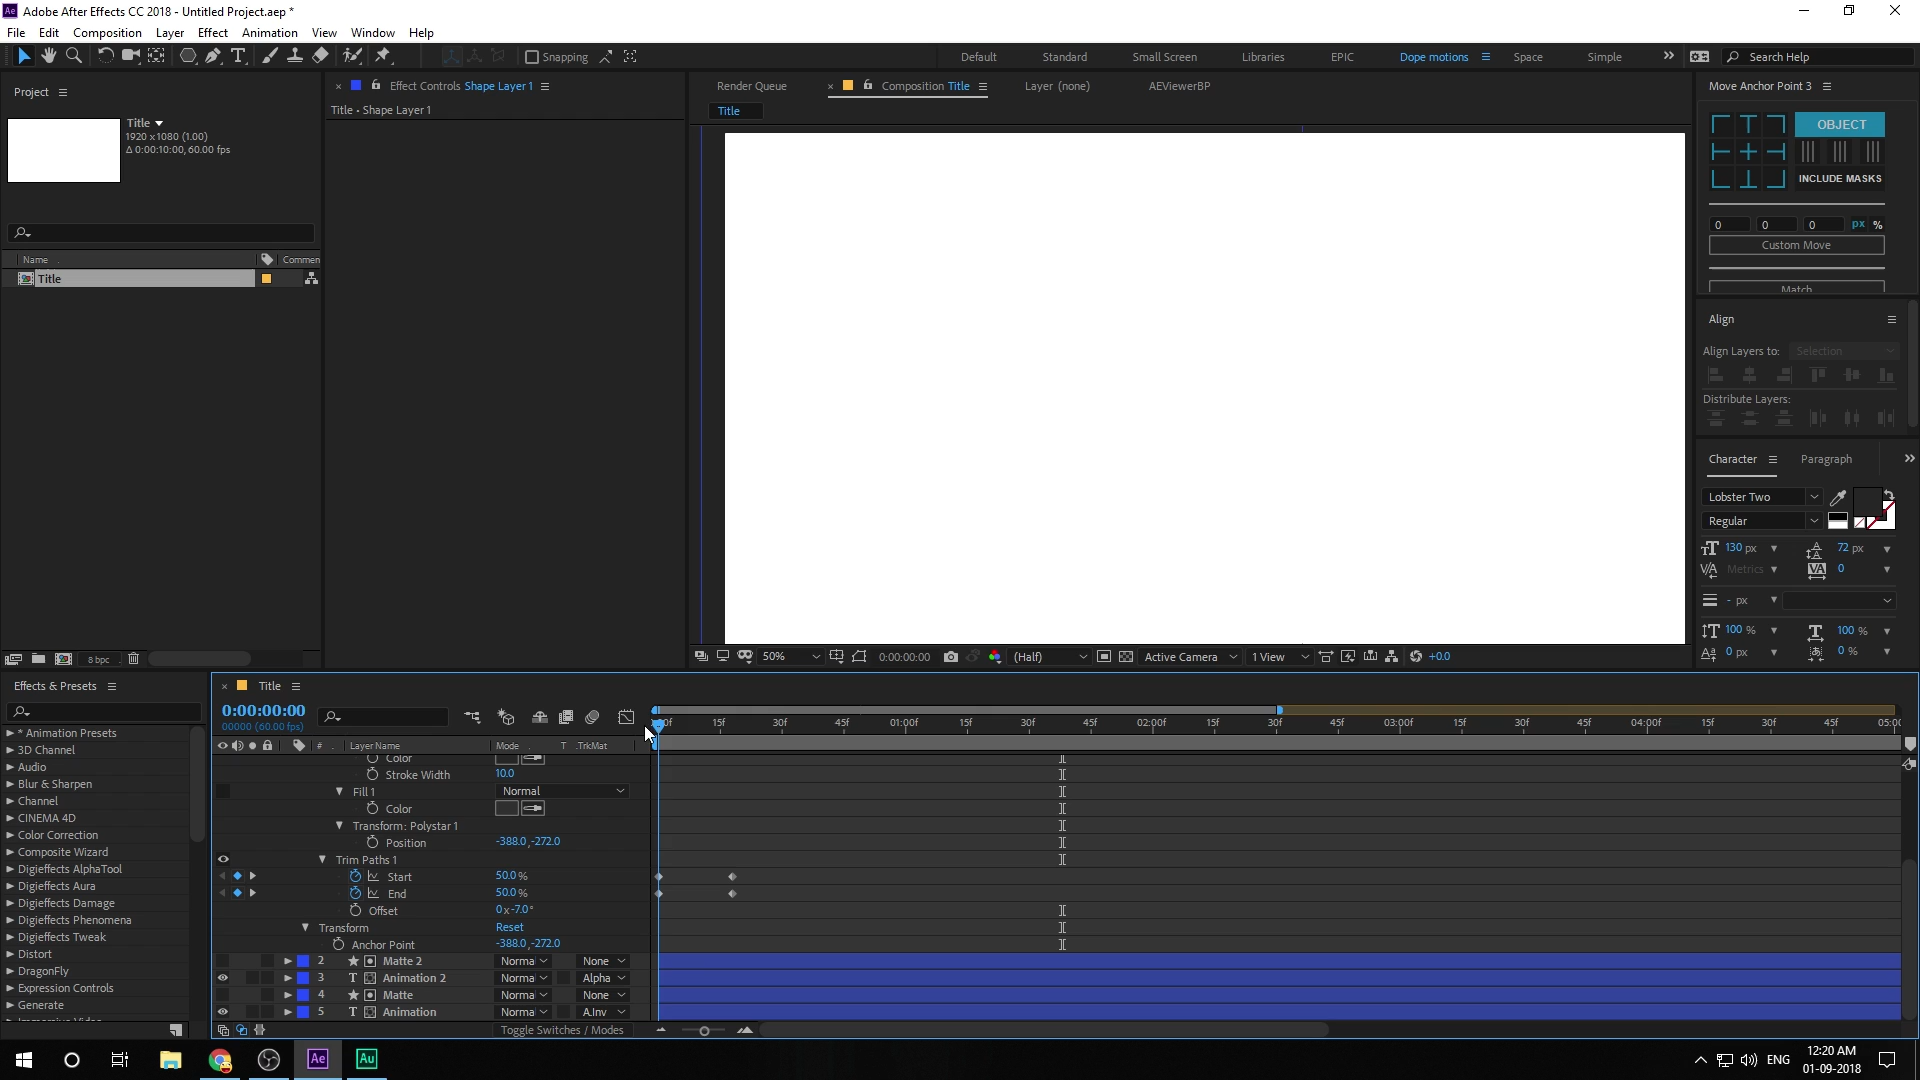 Adobe After Effects CC 2018 - Untitled Project.aep *
File Edit Composition Layer Effect Animation View Window Help
Snapping Default Standard Small Screen Libraries EPIC Dope motions Space Simple Search Help
Project
Effect Controls Shape Layer 1
Render Queue Composition Title Layer (none) AEViewerBP
Move Anchor Point 3
Title • Shape Layer 1
Title
Title
1920 x 1080 (1.00)
Δ 0:00:10:00, 60.00 fps
OBJECT
INCLUDE MASKS
0 0 0 px %
Custom Move
Match
Name Commen
Title
Align
Align Layers to: Selection
Distribute Layers:
Character Paragraph
Lobster Two
Regular
130 px 72 px
Metrics 0
- px
100 % 100 %
0 px 0 %
8 bpc
50% 0:00:00:00 (Half) Active Camera 1 View +0.0
Effects & Presets
* Animation Presets
3D Channel
Audio
Blur & Sharpen
Channel
CINEMA 4D
Color Correction
Composite Wizard
Digieffects AlphaTool
Digieffects Aura
Digieffects Damage
Digieffects Phenomena
Digieffects Tweak
Distort
DragonFly
Expression Controls
Generate
Title
0:00:00:00
00000 (60.00 fps)
15f 30f 45f 01:00f 15f 30f 45f 02:00f 15f 30f 45f 03:00f 15f 30f 45f 04:00f 15f 30f 45f 05:00
# Layer Name Mode T .TrkMat
Color
Stroke Width 10.0
Fill 1 Normal
Color
Transform: Polystar 1
Position -388.0,-272.0
Trim Paths 1
Start 50.0 %
End 50.0 %
Offset 0x-7.0°
Transform Reset
Anchor Point -388.0,-272.0
2 Matte 2 Norma None
3 T Animation 2 Norma Alpha
4 Matte Norma None
5 T Animation Norma A.Inv
Toggle Switches / Modes
Ae Au
ENG
12:20 AM
01-09-2018